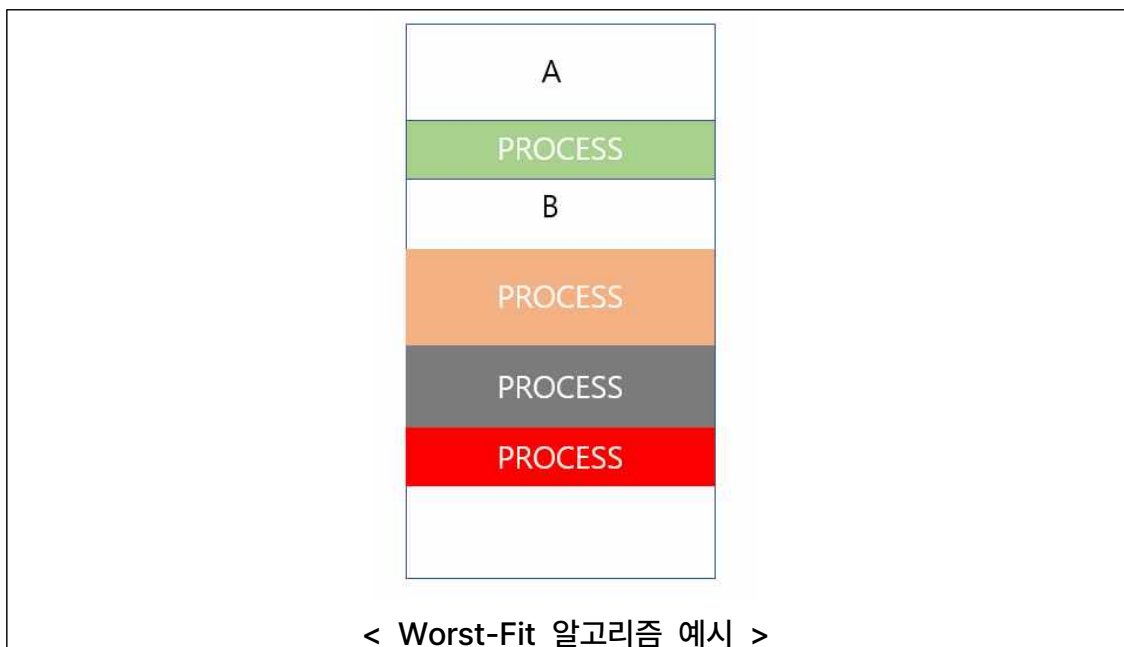 A
PROCESS
B
PROCESS
PROCESS
PROCESS
< Worst-Fit 알고리즘 예시 >